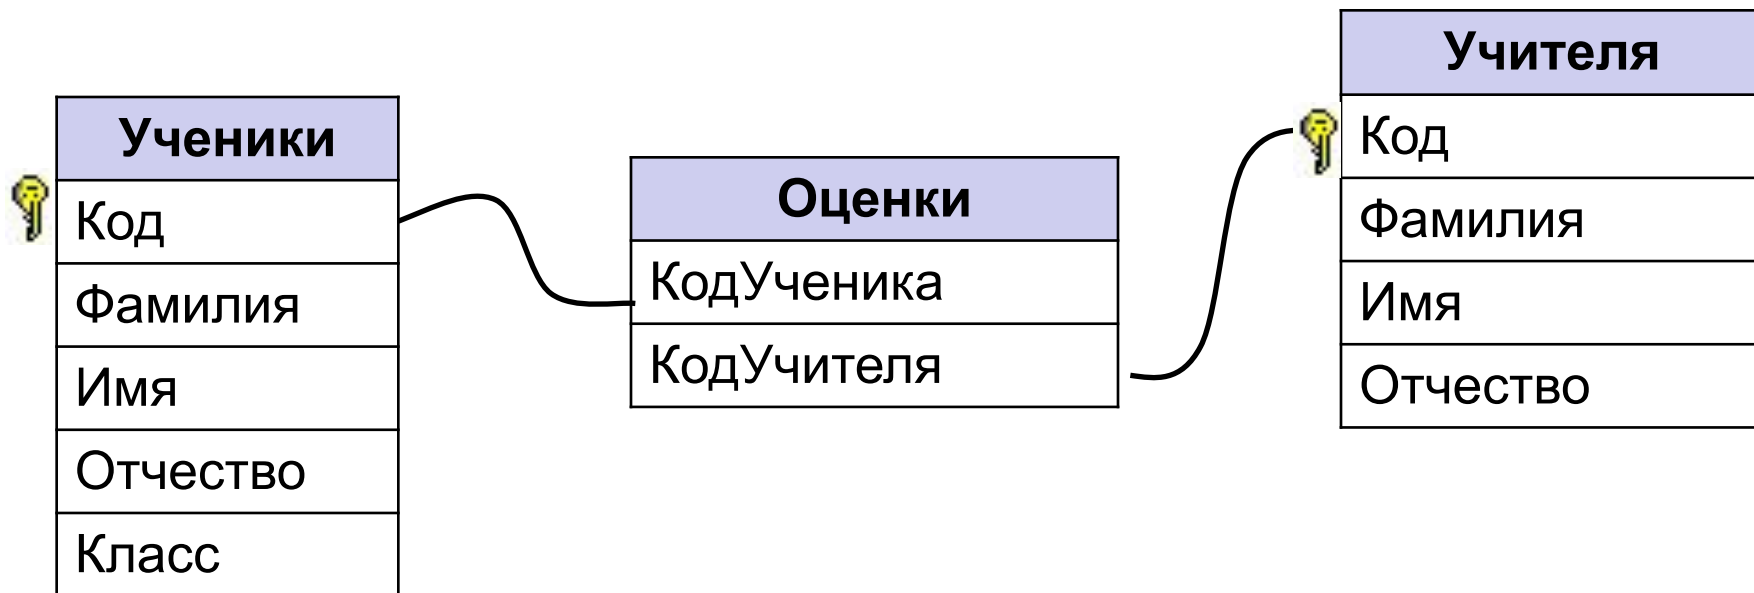 Ученики
Код
Фамилия
Имя
Отчество
Класс
Оценки
КодУченика
КодУчителя
Учителя
Код
Фамилия
Имя
Отчество